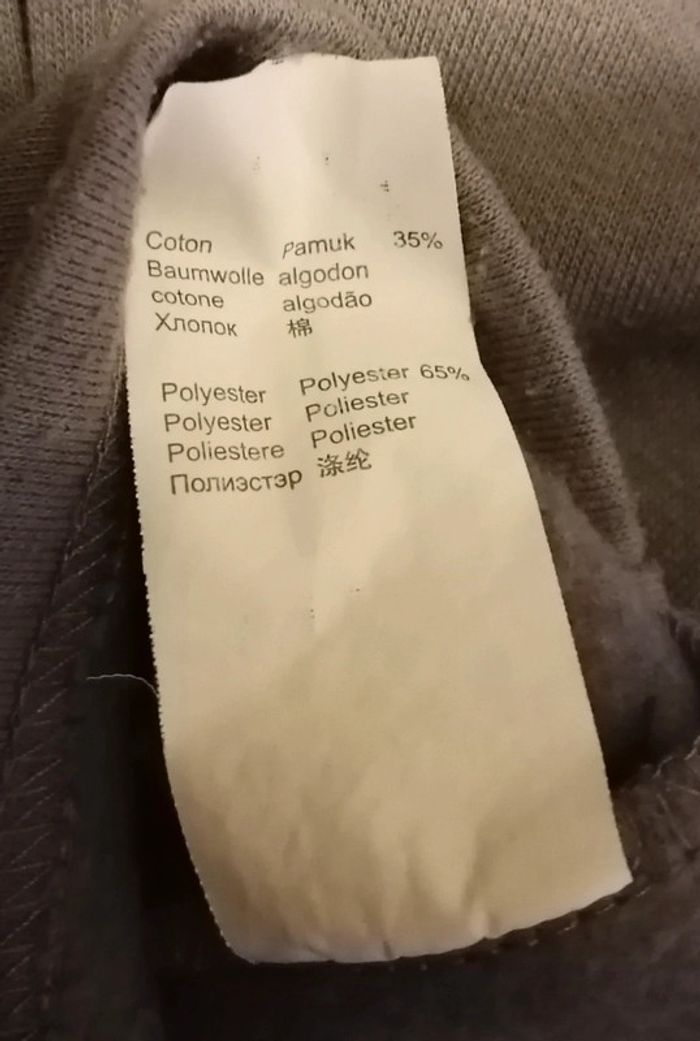 Coton Pamuk 35%
Baumwolle algodon
cotone algodão
Хлопок 棉
Polyester Polyester 65%
Polyester Poliester
Poliestere Poliester
Полиэстэр 涤纶